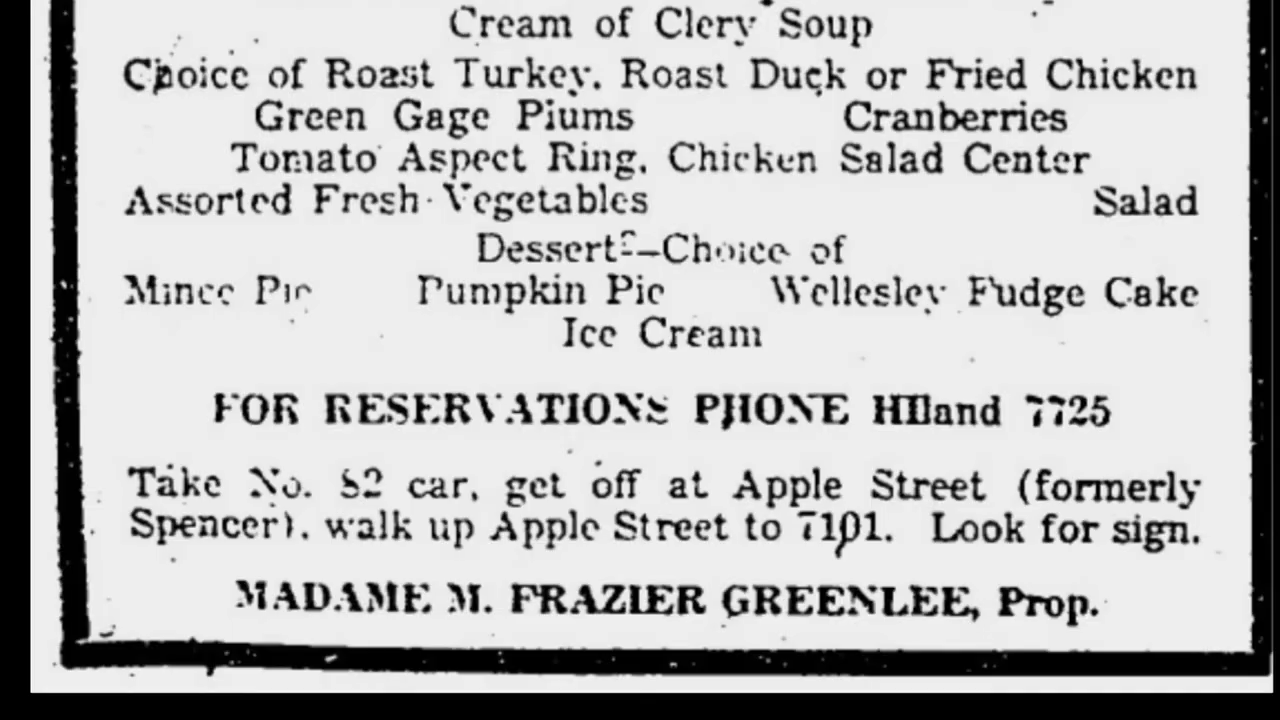 Cream of Clery Soup
Choice of Roast Turkey, Roast Duck or Fried Chicken
Green Gage Plums Cranberries
Tomato Aspect Ring, Chicken Salad Center
Assorted Fresh Vegetables Salad
Desserts—Choice of
Mince Pie Pumpkin Pie Wellesley Fudge Cake
Ice Cream
FOR RESERVATIONS PHONE HIland 7725
Take No. 82 car, get off at Apple Street (formerly
Spencer), walk up Apple Street to 7101. Look for sign.
MADAME M. FRAZIER GREENLEE, Prop.